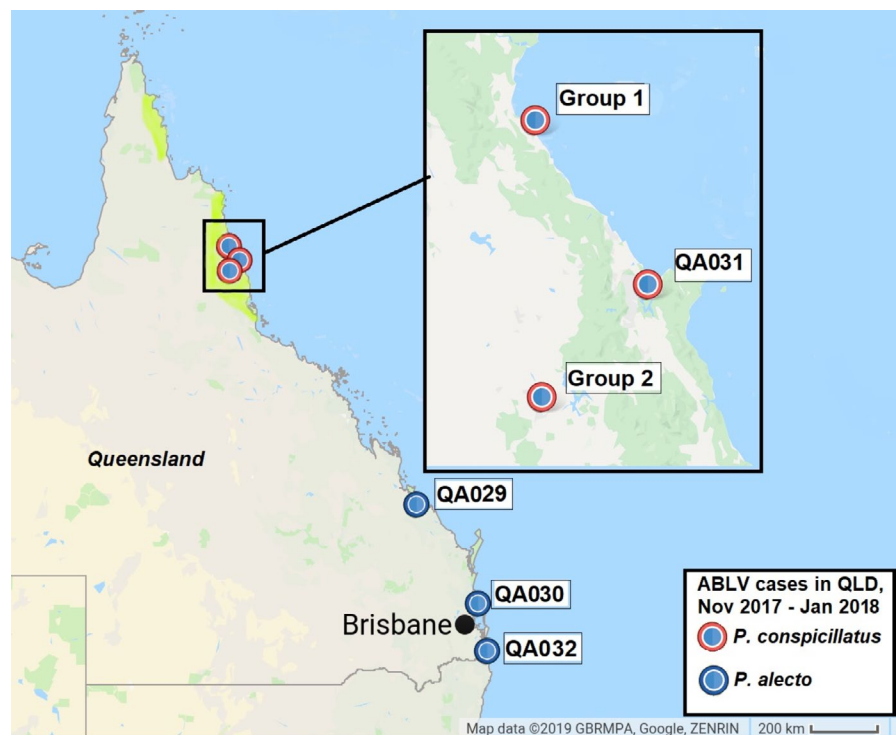 Group 1
QA031
Group 2
Queensland
QA029
QA030
Brisbane
QA032
ABLV cases in QLD,
Nov 2017 - Jan 2018
P. conspicillatus
P. alecto
Map data ©2019 GBRMPA, Google, ZENRIN 200 km